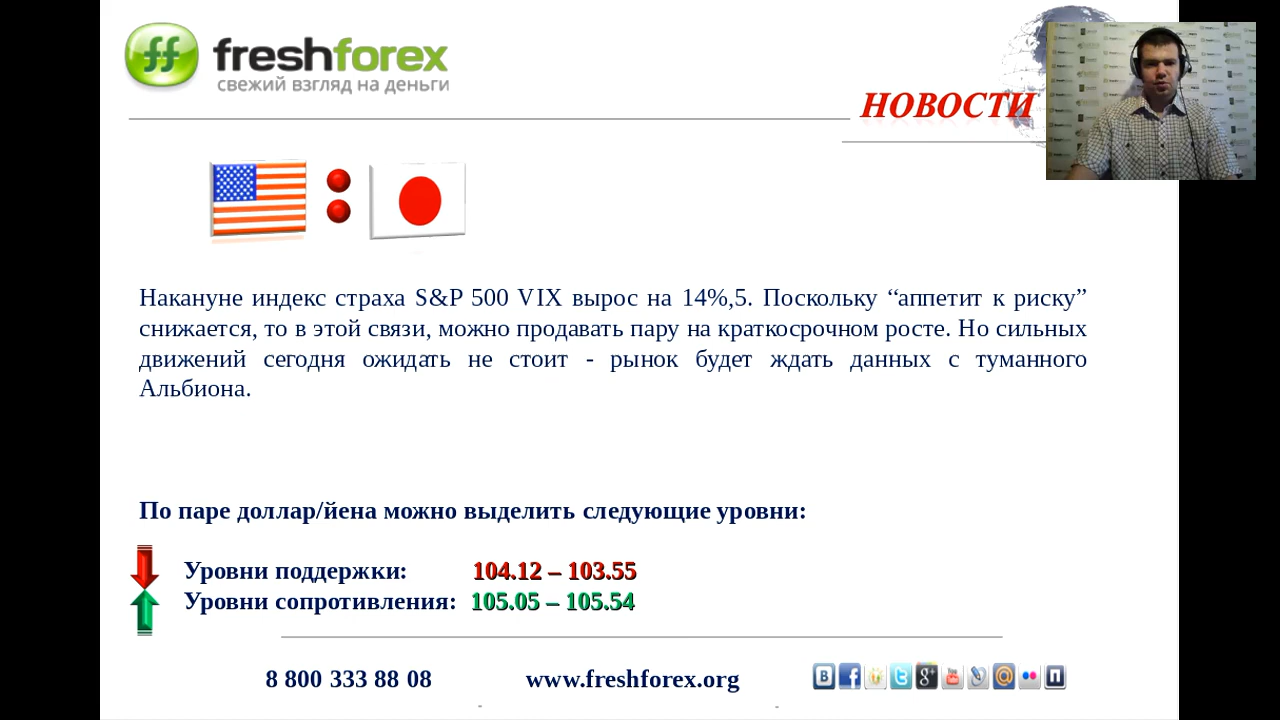 ff freshforex
свежий взгляд на деньги
НОВОСТИ
Накануне индекс страха S&P 500 VIX вырос на 14%,5. Поскольку “аппетит к риску”
снижается, то в этой связи, можно продавать пару на краткосрочном росте. Но сильных
движений сегодня ожидать не стоит - рынок будет ждать данных с туманного
Альбиона.
По паре доллар/йена можно выделить следующие уровни:
Уровни поддержки: 104.12 – 103.55
Уровни сопротивления: 105.05 – 105.54
8 800 333 88 08 www.freshforex.org